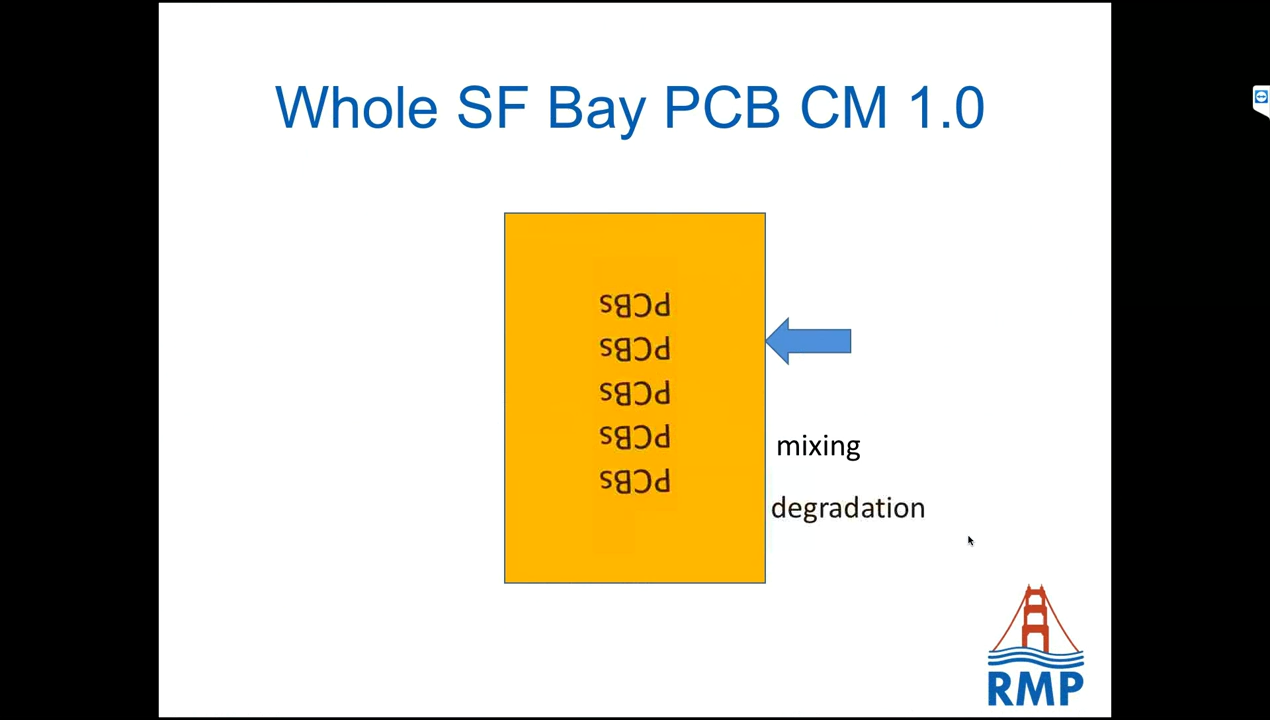 Whole SF Bay PCB CM 1.0
PCBs
PCBs
PCBs
PCBs
PCBs
mixing
degradation
RMP